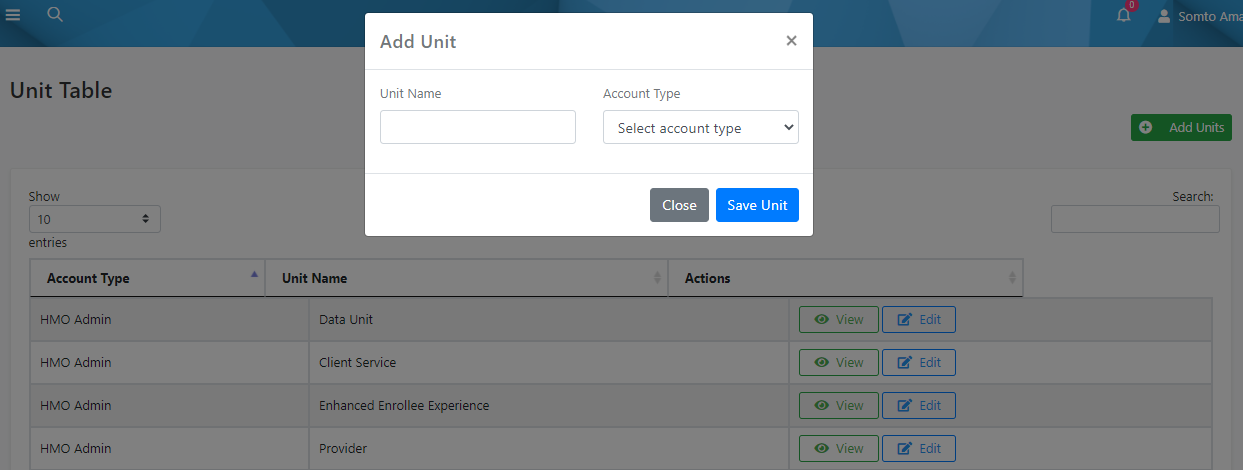 0
Somto Ama
Add Unit ×
Unit Name Account Type
Select account type
Close Save Unit
Unit Table
Add Units
Show
10
entries
Search:
Account Type Unit Name Actions
HMO Admin Data Unit View Edit
HMO Admin Client Service View Edit
HMO Admin Enhanced Enrollee Experience View Edit
HMO Admin Provider View Edit